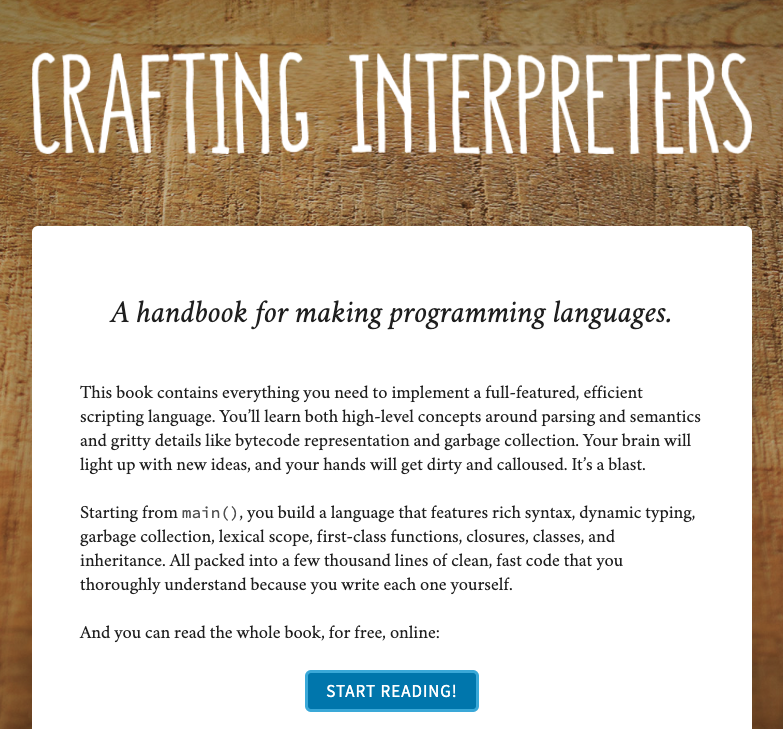 CRAFTING INTERPRETERS
A handbook for making programming languages.
This book contains everything you need to implement a full-featured, efficient
scripting language. You’ll learn both high-level concepts around parsing and semantics
and gritty details like bytecode representation and garbage collection. Your brain will
light up with new ideas, and your hands will get dirty and calloused. It’s a blast.
Starting from main(), you build a language that features rich syntax, dynamic typing,
garbage collection, lexical scope, first-class functions, closures, classes, and
inheritance. All packed into a few thousand lines of clean, fast code that you
thoroughly understand because you write each one yourself.
And you can read the whole book, for free, online:
START READING!